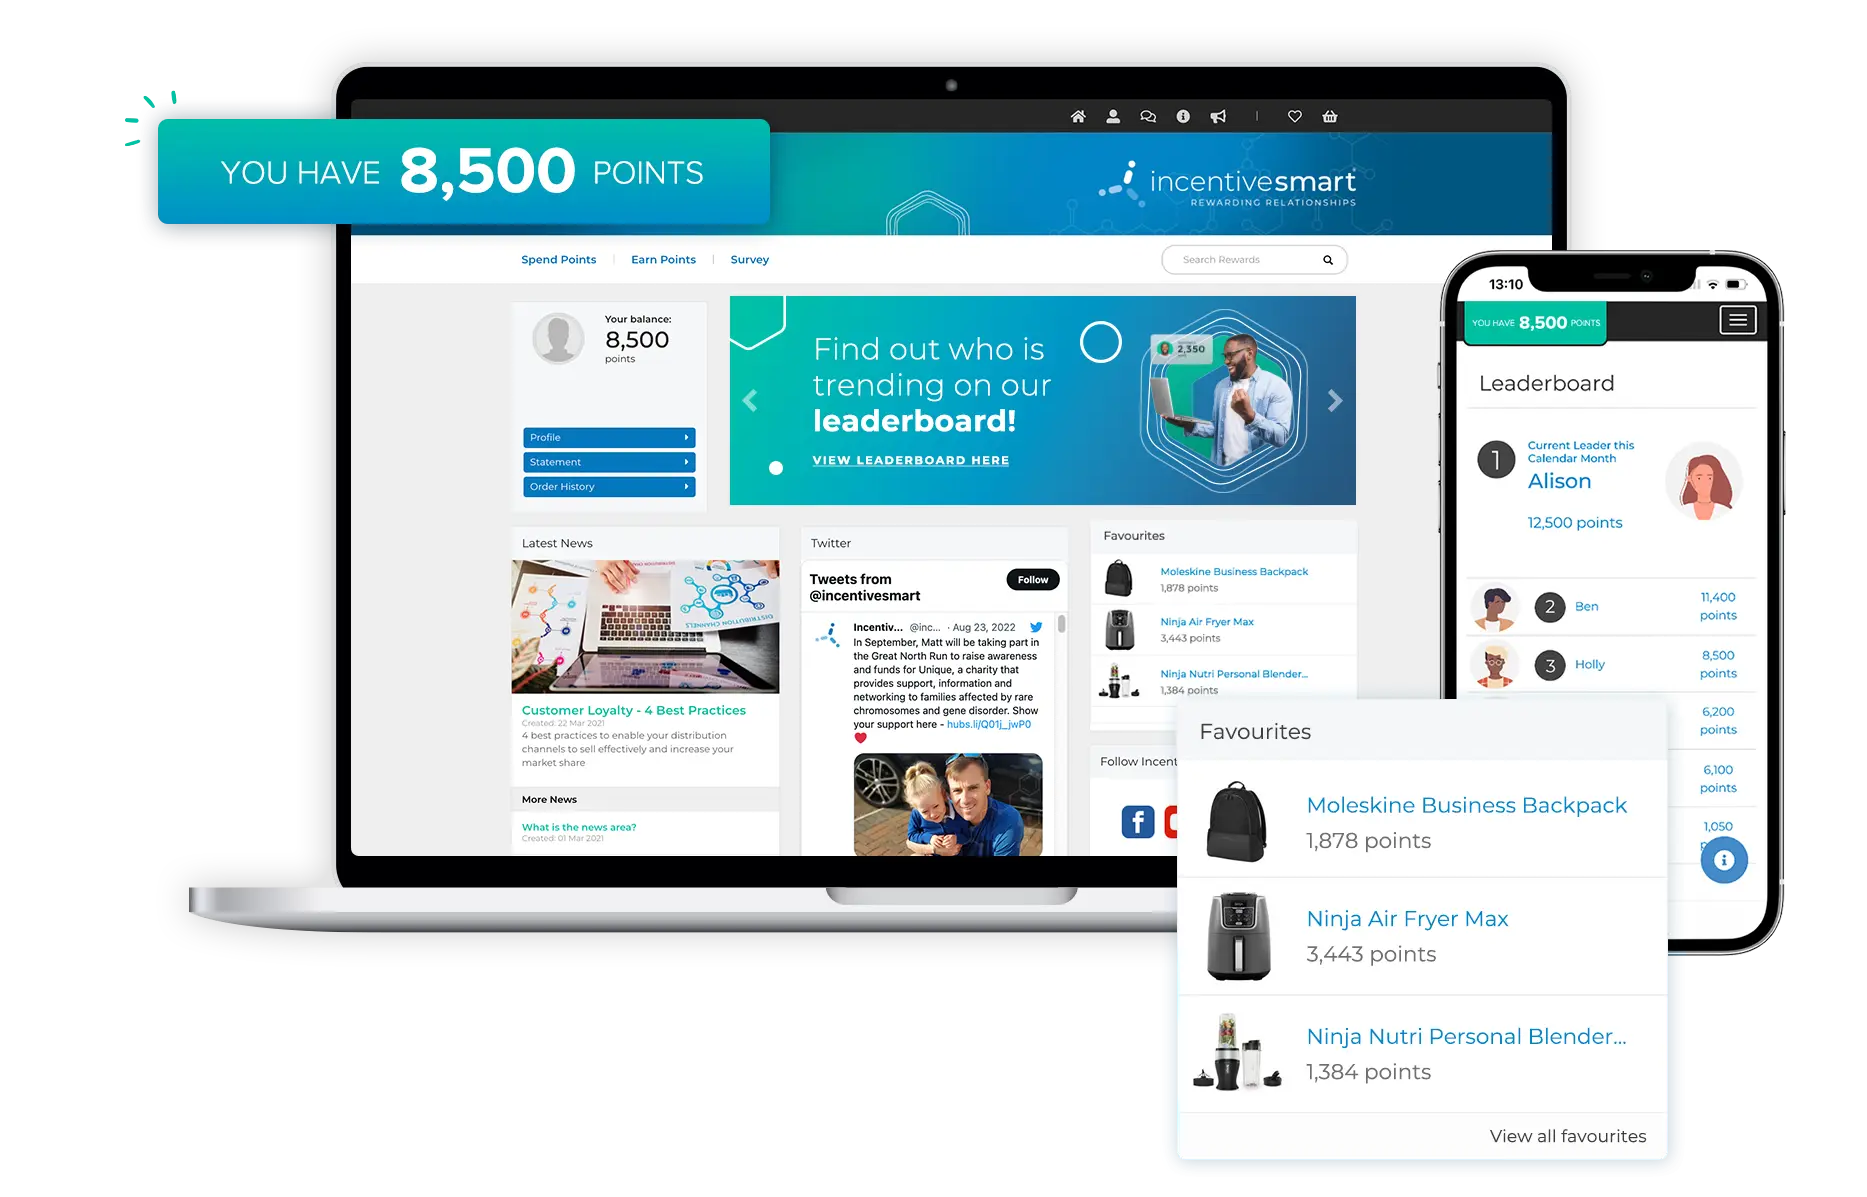 YOU HAVE 8,500 POINTS
incentivesmart
REWARDING RELATIONSHIPS
Spend Points
Earn Points
Survey
Search Rewards
Your balance:
8,500
points
Profile
Statement
Order History
Find out who is
trending on our
leaderboard!
VIEW LEADERBOARD HERE
2,350
Latest News
Customer Loyalty - 4 Best Practices
Created: 22 Mar 2021
4 best practices to enable your distribution
channels to sell effectively and increase your
market share
More News
What is the news area?
Created: 01 Mar 2021
Twitter
Tweets from
@incentivesmart
Follow
Incentiv... @inc... · Aug 23, 2022
In September, Matt will be taking part in
the Great North Run to raise awareness
and funds for Unique, a charity that
provides support, information and
networking to families affected by rare
chromosomes and gene disorder. Show
your support here - hubs.li/Q01j_jwP0
Favourites
Moleskine Business Backpack
1,878 points
Ninja Air Fryer Max
3,443 points
Ninja Nutri Personal Blender...
1,384 points
Follow Incent
13:10
YOU HAVE 8,500 POINTS
Leaderboard
1
Current Leader this
Calendar Month
Alison
12,500 points
2 Ben
11,400
points
3 Holly
8,500
points
6,200
points
6,100
points
1,050
Favourites
Moleskine Business Backpack
1,878 points
Ninja Air Fryer Max
3,443 points
Ninja Nutri Personal Blender...
1,384 points
View all favourites